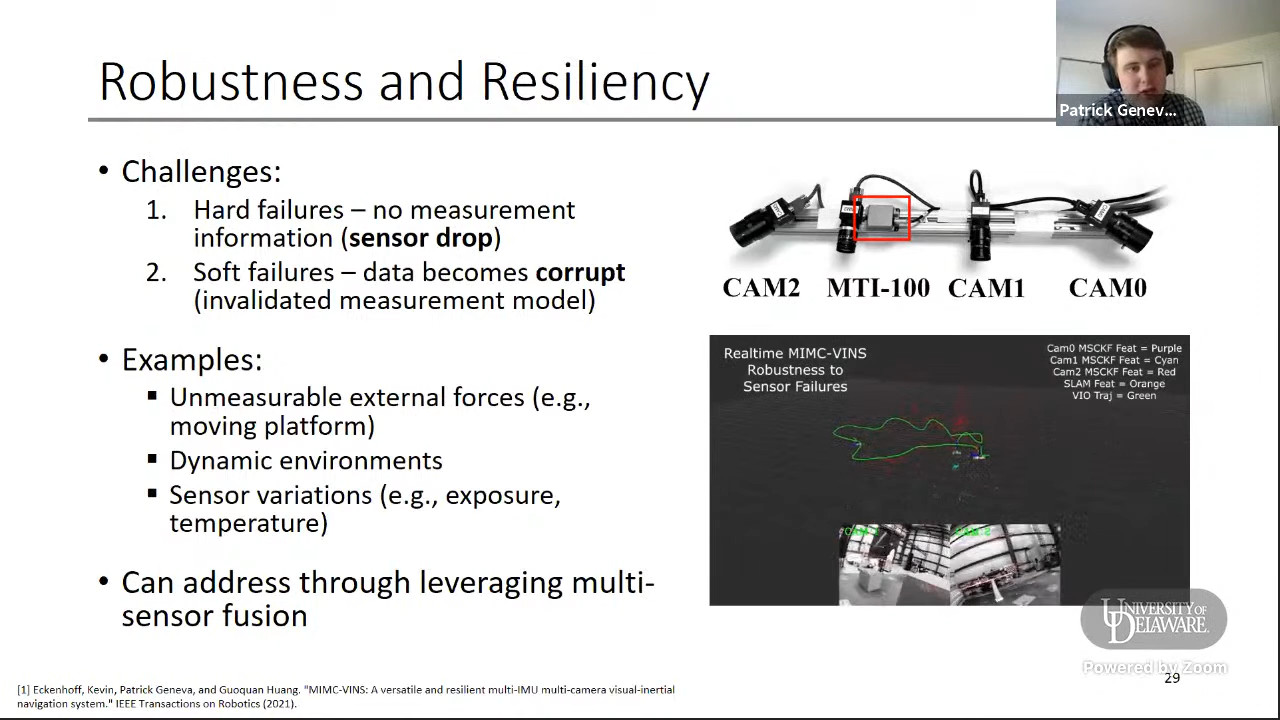 Robustness and Resiliency
Patrick Genev...
• Challenges:
1. Hard failures – no measurement
information (sensor drop)
2. Soft failures – data becomes corrupt
(invalidated measurement model)
• Examples:
▪ Unmeasurable external forces (e.g.,
moving platform)
▪ Dynamic environments
▪ Sensor variations (e.g., exposure,
temperature)
• Can address through leveraging multi-
sensor fusion
CAM2 MTI-100 CAM1 CAM0
Realtime MIMC-VINS
Robustness to
Sensor Failures
Cam0 MSCKF Feat = Purple
Cam1 MSCKF Feat = Cyan
Cam2 MSCKF Feat = Red
SLAM Feat = Orange
VIO Traj = Green
UNIVERSITY OF
DELAWARE.
Powered by Zoom
29
[1] Eckenhoff, Kevin, Patrick Geneva, and Guoquan Huang. "MIMC-VINS: A versatile and resilient multi-IMU multi-camera visual-inertial
navigation system." IEEE Transactions on Robotics (2021).